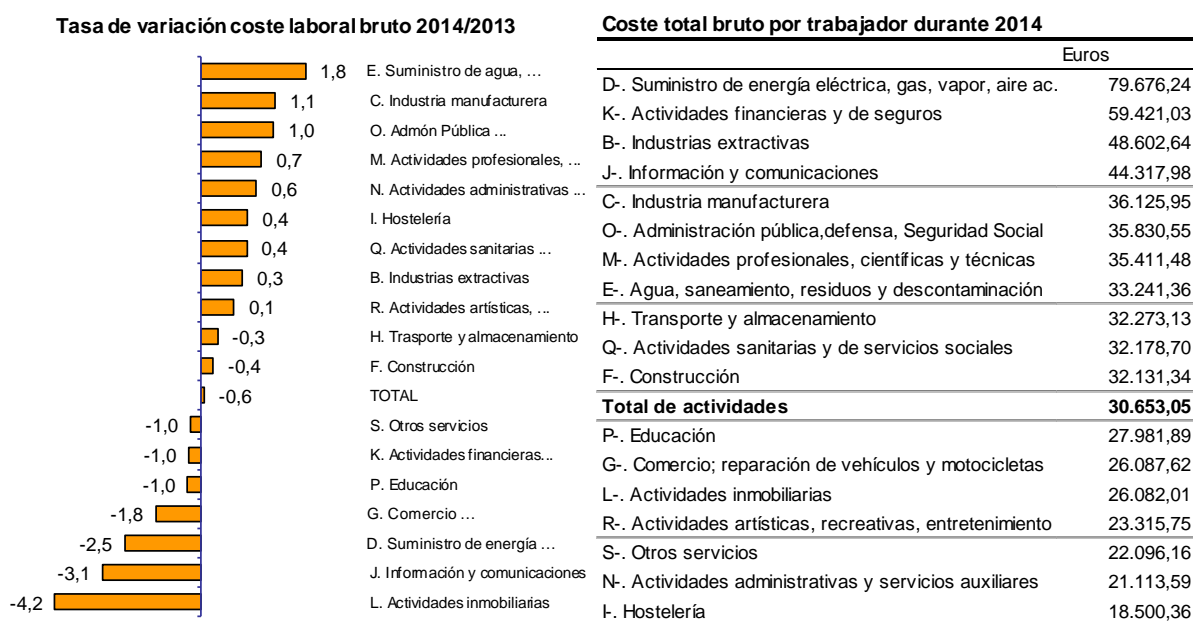 Tasa de variación coste laboral bruto 2014/2013
1,8 E. Suministro de agua, ...
1,1 C. Industria manufacturera
1,0 O. Admón Pública ...
0,7 M. Actividades profesionales, ...
0,6 N. Actividades administrativas ...
0,4 I. Hostelería
0,4 Q. Actividades sanitarias ...
0,3 B. Industrias extractivas
0,1 R. Actividades artísticas, ...
-0,3 H. Trasporte y almacenamiento
-0,4 F. Construcción
-0,6 TOTAL
-1,0 S. Otros servicios
-1,0 K. Actividades financieras...
-1,0 P. Educación
-1,8 G. Comercio ...
-2,5 D. Suministro de energía ...
-3,1 J. Información y comunicaciones
-4,2 L. Actividades inmobiliarias
Coste total bruto por trabajador durante 2014
Euros
D-. Suministro de energía eléctrica, gas, vapor, aire ac. 79.676,24
K-. Actividades financieras y de seguros 59.421,03
B-. Industrias extractivas 48.602,64
J-. Información y comunicaciones 44.317,98
C-. Industria manufacturera 36.125,95
O-. Administración pública,defensa, Seguridad Social 35.830,55
M-. Actividades profesionales, científicas y técnicas 35.411,48
E-. Agua, saneamiento, residuos y descontaminación 33.241,36
H-. Transporte y almacenamiento 32.273,13
Q-. Actividades sanitarias y de servicios sociales 32.178,70
F-. Construcción 32.131,34
Total de actividades 30.653,05
P-. Educación 27.981,89
G-. Comercio; reparación de vehículos y motocicletas 26.087,62
L-. Actividades inmobiliarias 26.082,01
R-. Actividades artísticas, recreativas, entretenimiento 23.315,75
S-. Otros servicios 22.096,16
N-. Actividades administrativas y servicios auxiliares 21.113,59
I-. Hostelería 18.500,36